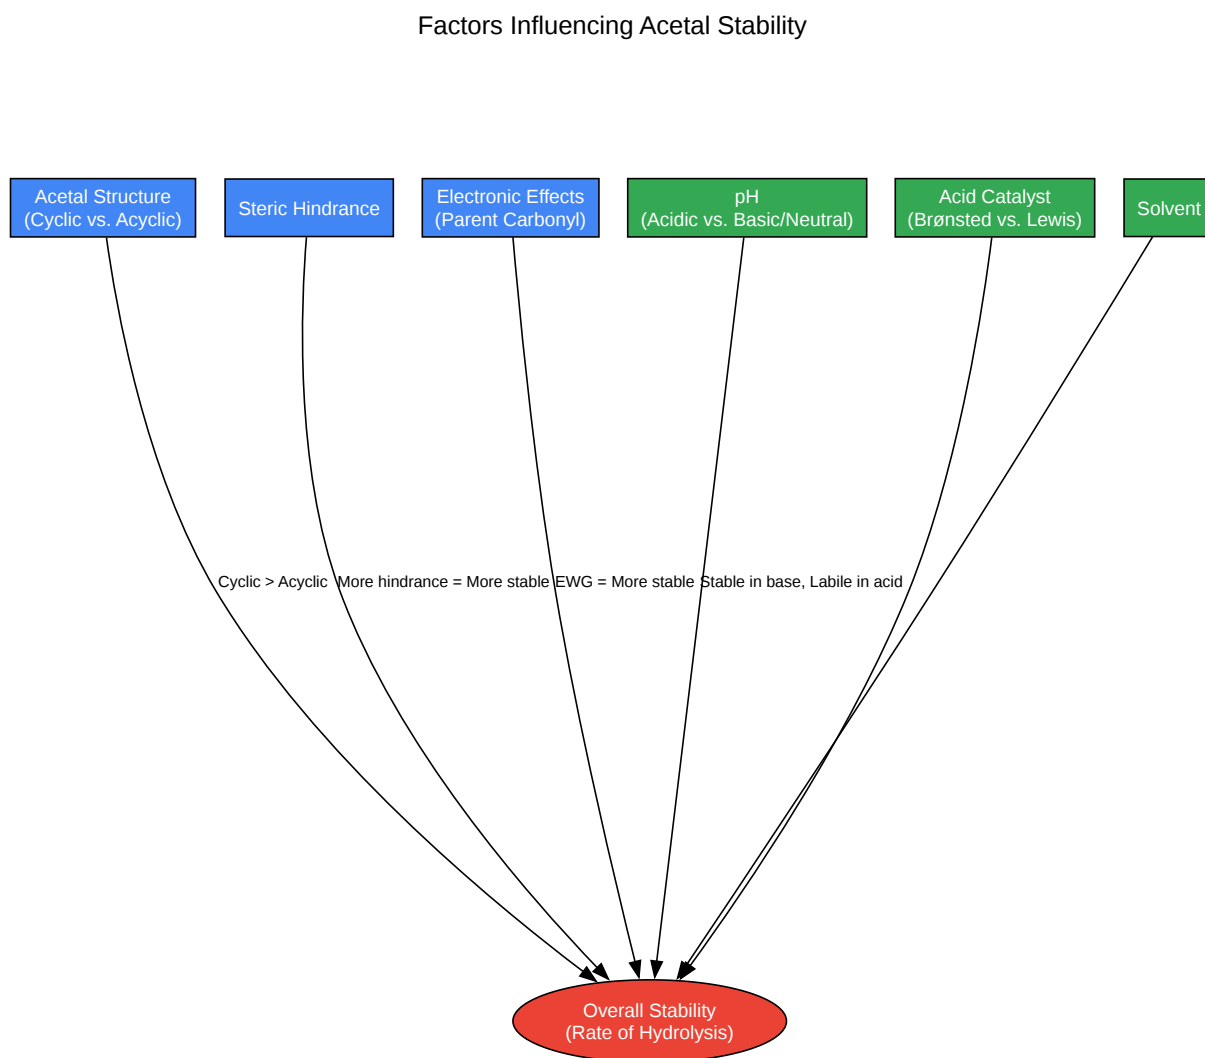 Factors Influencing Acetal Stability
Acetal Structure
(Cyclic vs. Acyclic)
Steric Hindrance
Electronic Effects
(Parent Carbonyl)
pH
(Acidic vs. Basic/Neutral)
Acid Catalyst
(Brønsted vs. Lewis)
Solvent
Cyclic > Acyclic
More hindrance = More stable
EWG = More stable
Stable in base, Labile in acid
Overall Stability
(Rate of Hydrolysis)